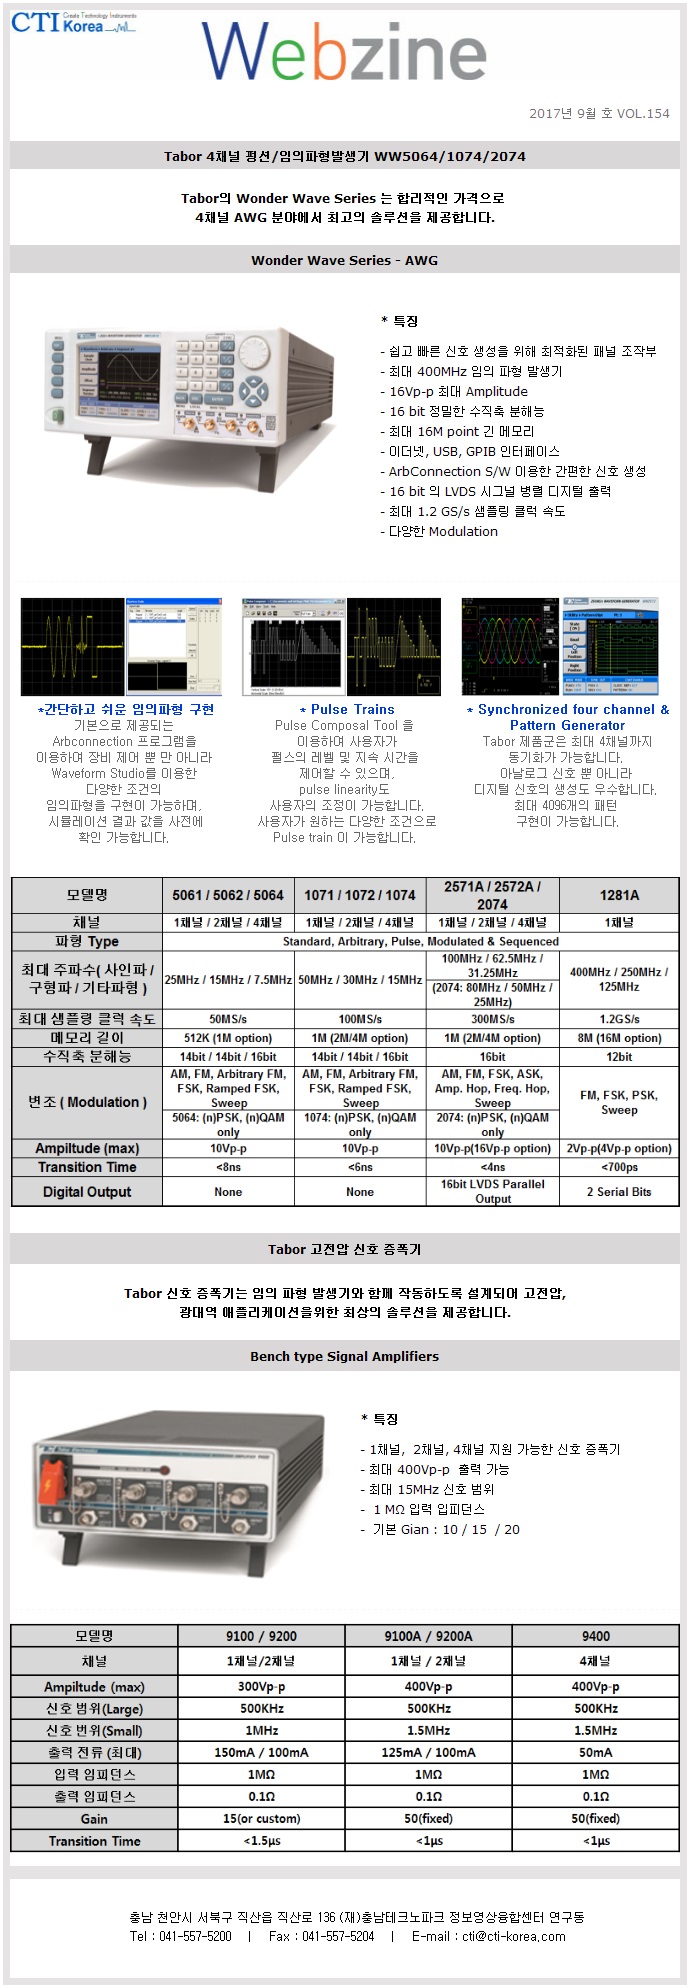 CTI Create Technology Instruments
Korea
Webzine
2017년 9월 호 VOL.154
Tabor 4채널 펑션/임의파형발생기 WW5064/1074/2074
Tabor의 Wonder Wave Series 는 합리적인 가격으로
4채널 AWG 분야에서 최고의 솔루션을 제공합니다.
Wonder Wave Series - AWG
* 특징
- 쉽고 빠른 신호 생성을 위해 최적화된 패널 조작부
- 최대 400MHz 임의 파형 발생기
- 16Vp-p 최대 Amplitude
- 16 bit 정밀한 수직축 분해능
- 최대 16M point 긴 메모리
- 이더넷, USB, GPIB 인터페이스
- ArbConnection S/W 이용한 간편한 신호 생성
- 16 bit 의 LVDS 시그널 병렬 디지털 출력
- 최대 1.2 GS/s 샘플링 클럭 속도
- 다양한 Modulation
*간단하고 쉬운 임의파형 구현
기본으로 제공되는
Arbconnection 프로그램을
이용하여 장비 제어 뿐 만 아니라
Waveform Studio를 이용한
다양한 조건의
임의파형을 구현이 가능하며,
시뮬레이션 결과 값을 사전에
확인 가능합니다.
* Pulse Trains
Pulse Composal Tool 을
이용하여 사용자가
펄스의 레벨 및 지속 시간을
제어할 수 있으며,
pulse linearity도
사용자의 조정이 가능합니다.
사용자가 원하는 다양한 조건으로
Pulse train 이 가능합니다.
* Synchronized four channel &
Pattern Generator
Tabor 제품군은 최대 4채널까지
동기화가 가능합니다.
아날로그 신호 뿐 아니라
디지털 신호의 생성도 우수합니다.
최대 4096개의 패턴
구현이 가능합니다.
모델명 5061 / 5062 / 5064 1071 / 1072 / 1074 2571A / 2572A / 2074 1281A
채널 1채널 / 2채널 / 4채널 1채널 / 2채널 / 4채널 1채널 / 2채널 / 4채널 1채널
파형 Type Standard, Arbitrary, Pulse, Modulated & Sequenced
최대 주파수( 사인파 / 구형파 / 기타파형 ) 25MHz / 15MHz / 7.5MHz 50MHz / 30MHz / 15MHz 100MHz / 62.5MHz / 31.25MHz (2074: 80MHz / 50MHz / 25MHz) 400MHz / 250MHz / 125MHz
최대 샘플링 클럭 속도 50MS/s 100MS/s 300MS/s 1.2GS/s
메모리 길이 512K (1M option) 1M (2M/4M option) 1M (2M/4M option) 8M (16M option)
수직축 분해능 14bit / 14bit / 16bit 14bit / 14bit / 16bit 16bit 12bit
변조 ( Modulation ) AM, FM, Arbitrary FM, FSK, Ramped FSK, Sweep 5064: (n)PSK, (n)QAM only AM, FM, Arbitrary FM, FSK, Ramped FSK, Sweep 1074: (n)PSK, (n)QAM only AM, FM, FSK, ASK, Amp. Hop, Freq. Hop, Sweep 2074: (n)PSK, (n)QAM only FM, FSK, PSK, Sweep
Ampiltude (max) 10Vp-p 10Vp-p 10Vp-p(16Vp-p option) 2Vp-p(4Vp-p option)
Transition Time <8ns <6ns <4ns <700ps
Digital Output None None 16bit LVDS Parallel Output 2 Serial Bits
Tabor 고전압 신호 증폭기
Tabor 신호 증폭기는 임의 파형 발생기와 함께 작동하도록 설계되어 고전압,
광대역 애플리케이션을위한 최상의 솔루션을 제공합니다.
Bench type Signal Amplifiers
* 특징
- 1채널, 2채널, 4채널 지원 가능한 신호 증폭기
- 최대 400Vp-p 출력 가능
- 최대 15MHz 신호 범위
- 1 MΩ 입력 입피던스
- 기본 Gian : 10 / 15 / 20
모델명 9100 / 9200 9100A / 9200A 9400
채널 1채널/2채널 1채널 / 2채널 4채널
Ampiltude (max) 300Vp-p 400Vp-p 400Vp-p
신호 범위(Large) 500KHz 500KHz 500KHz
신호 번위(Small) 1MHz 1.5MHz 1.5MHz
출력 전류 (최대) 150mA / 100mA 125mA / 100mA 50mA
입력 임피던스 1MΩ 1MΩ 1MΩ
출력 임피던스 0.1Ω 0.1Ω 0.1Ω
Gain 15(or custom) 50(fixed) 50(fixed)
Transition Time <1.5μs <1μs <1μs
충남 천안시 서북구 직산읍 직산로 136 (재)충남테크노파크 정보영상융합센터 연구동
Tel : 041-557-5200 | Fax : 041-557-5204 | E-mail : cti@cti-korea.com